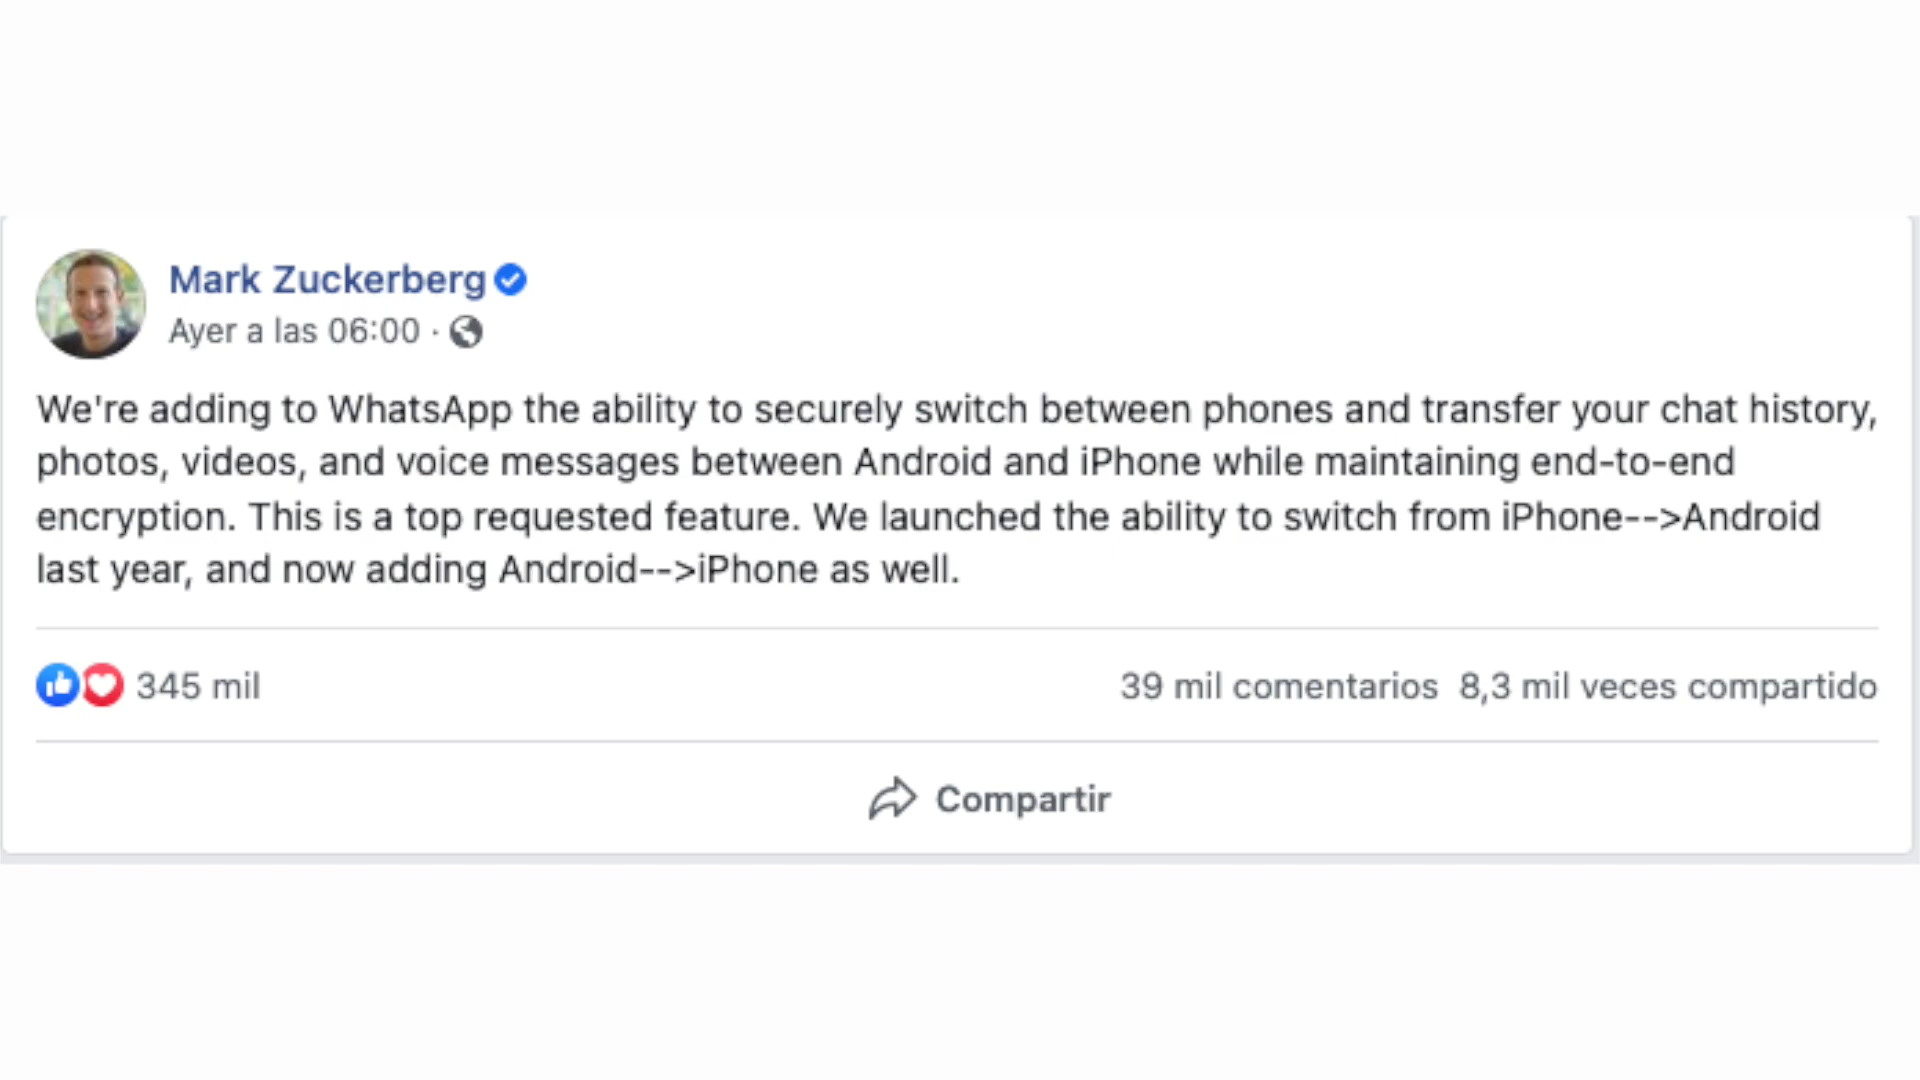 Mark Zuckerberg
Ayer a las 06:00 ·
We're adding to WhatsApp the ability to securely switch between phones and transfer your chat history,
photos, videos, and voice messages between Android and iPhone while maintaining end-to-end
encryption. This is a top requested feature. We launched the ability to switch from iPhone-->Android
last year, and now adding Android-->iPhone as well.
345 mil
39 mil comentarios 8,3 mil veces compartido
Compartir